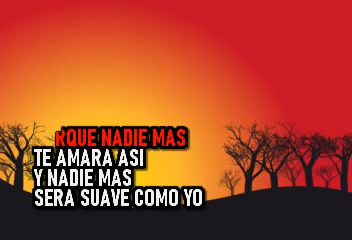 RQUE NADIE MAS
TE AMARA ASI
Y NADIE MAS
SERA SUAVE COMO YO